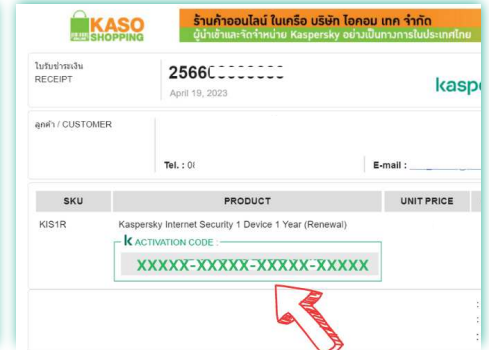 KASO
SHOPPING
ร้านค้าออนไลน์ ในเครือ บริษัท ไอคอม เทค จำกัด
ผู้นำเข้าและจัดจำหน่าย Kaspersky อย่างเป็นทางการในประเทศไทย
ใบรับชำระเงิน
RECEIPT
April 19, 2023
kasp
ลูกค้า / CUSTOMER
Tel. :
E-mail :
SKU PRODUCT UNIT PRICE
KIS1R Kaspersky Internet Security 1 Device 1 Year (Renewal)
ACTIVATION CODE :
XXXXX-XXXXX-XXXXX-XXXXX